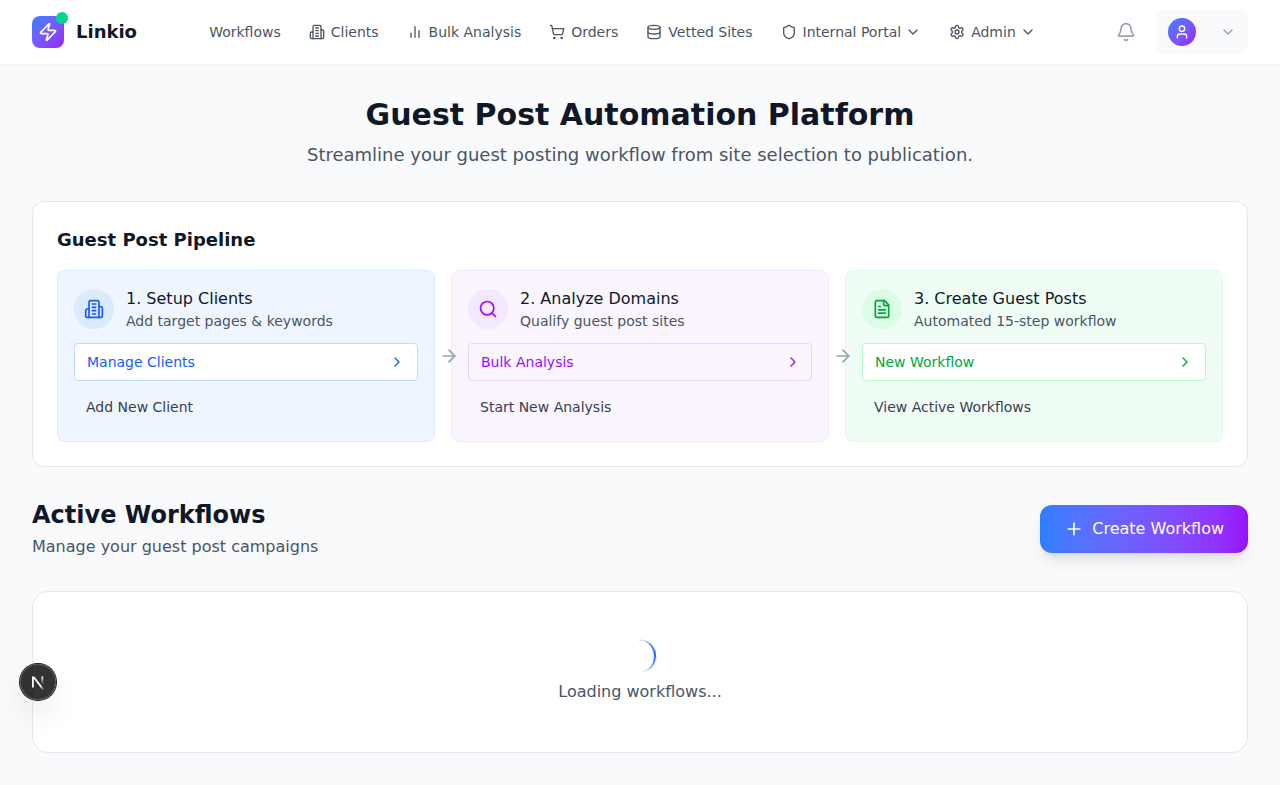 Linkio
Workflows
Clients
Bulk Analysis
Orders
Vetted Sites
Internal Portal
Admin
Guest Post Automation Platform
Streamline your guest posting workflow from site selection to publication.
Guest Post Pipeline
1. Setup Clients
Add target pages & keywords
Manage Clients
Add New Client
2. Analyze Domains
Qualify guest post sites
Bulk Analysis
Start New Analysis
3. Create Guest Posts
Automated 15-step workflow
New Workflow
View Active Workflows
Active Workflows
Manage your guest post campaigns
Create Workflow
Loading workflows...
N